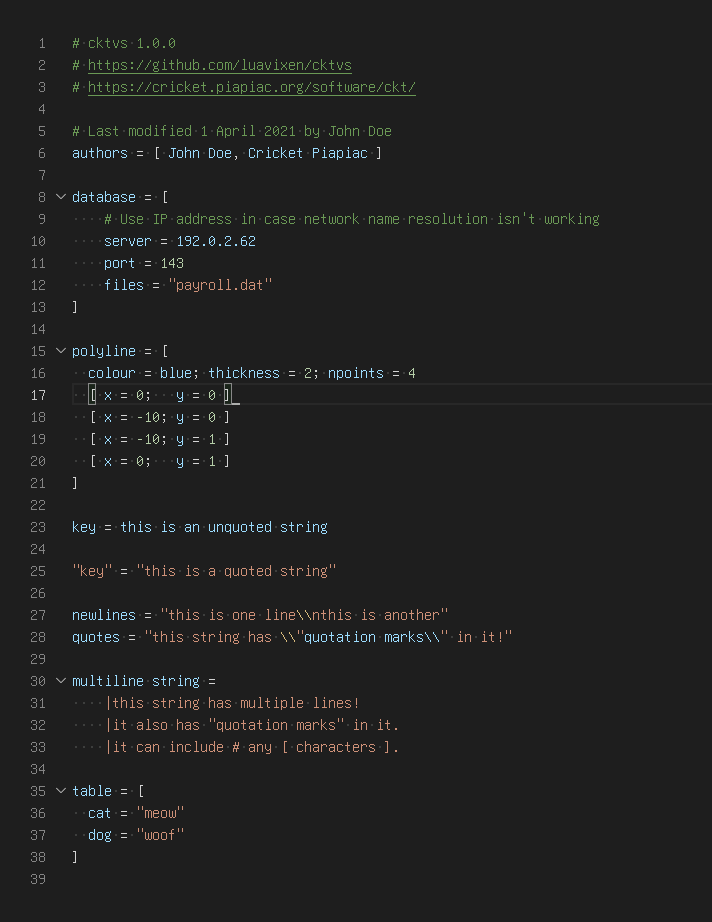 1 # cktvs 1.0.0
2 # https://github.com/luavixen/cktvs
3 # https://cricket.piapiac.org/software/ckt/
4
5 # Last modified 1 April 2021 by John Doe
6 authors = [ John Doe, Cricket Piapiac ]
7
8 database = [
9     # Use IP address in case network name resolution isn't working
10     server = 192.0.2.62
11     port = 143
12     files = "payroll.dat"
13 ]
14
15 polyline = [
16   colour = blue; thickness = 2; npoints = 4
17   [ x = 0;   y = 0 ]
18   [ x = -10; y = 0 ]
19   [ x = -10; y = 1 ]
20   [ x = 0;   y = 1 ]
21 ]
22
23 key = this is an unquoted string
24
25 "key" = "this is a quoted string"
26
27 newlines = "this is one line\\nthis is another"
28 quotes = "this string has \\"quotation marks\\" in it!"
29
30 multiline string =
31     |this string has multiple lines!
32     |it also has "quotation marks" in it.
33     |it can include # any [ characters ].
34
35 table = [
36   cat = "meow"
37   dog = "woof"
38 ]
39